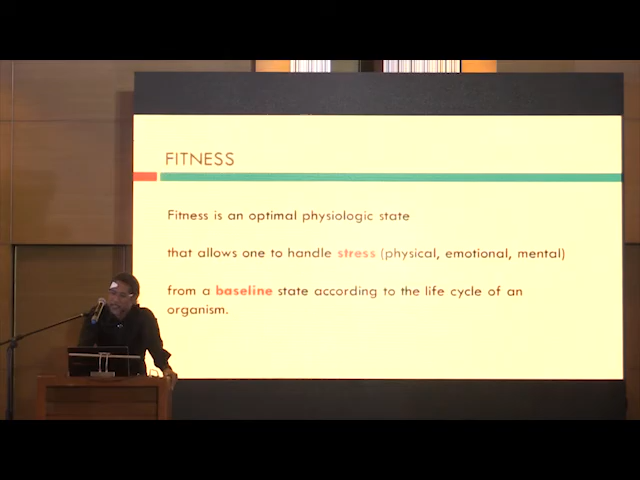 FITNESS
Fitness is an optimal physiologic state
that allows one to handle stress (physical, emotional, mental)
from a baseline state according to the life cycle of an
organism.